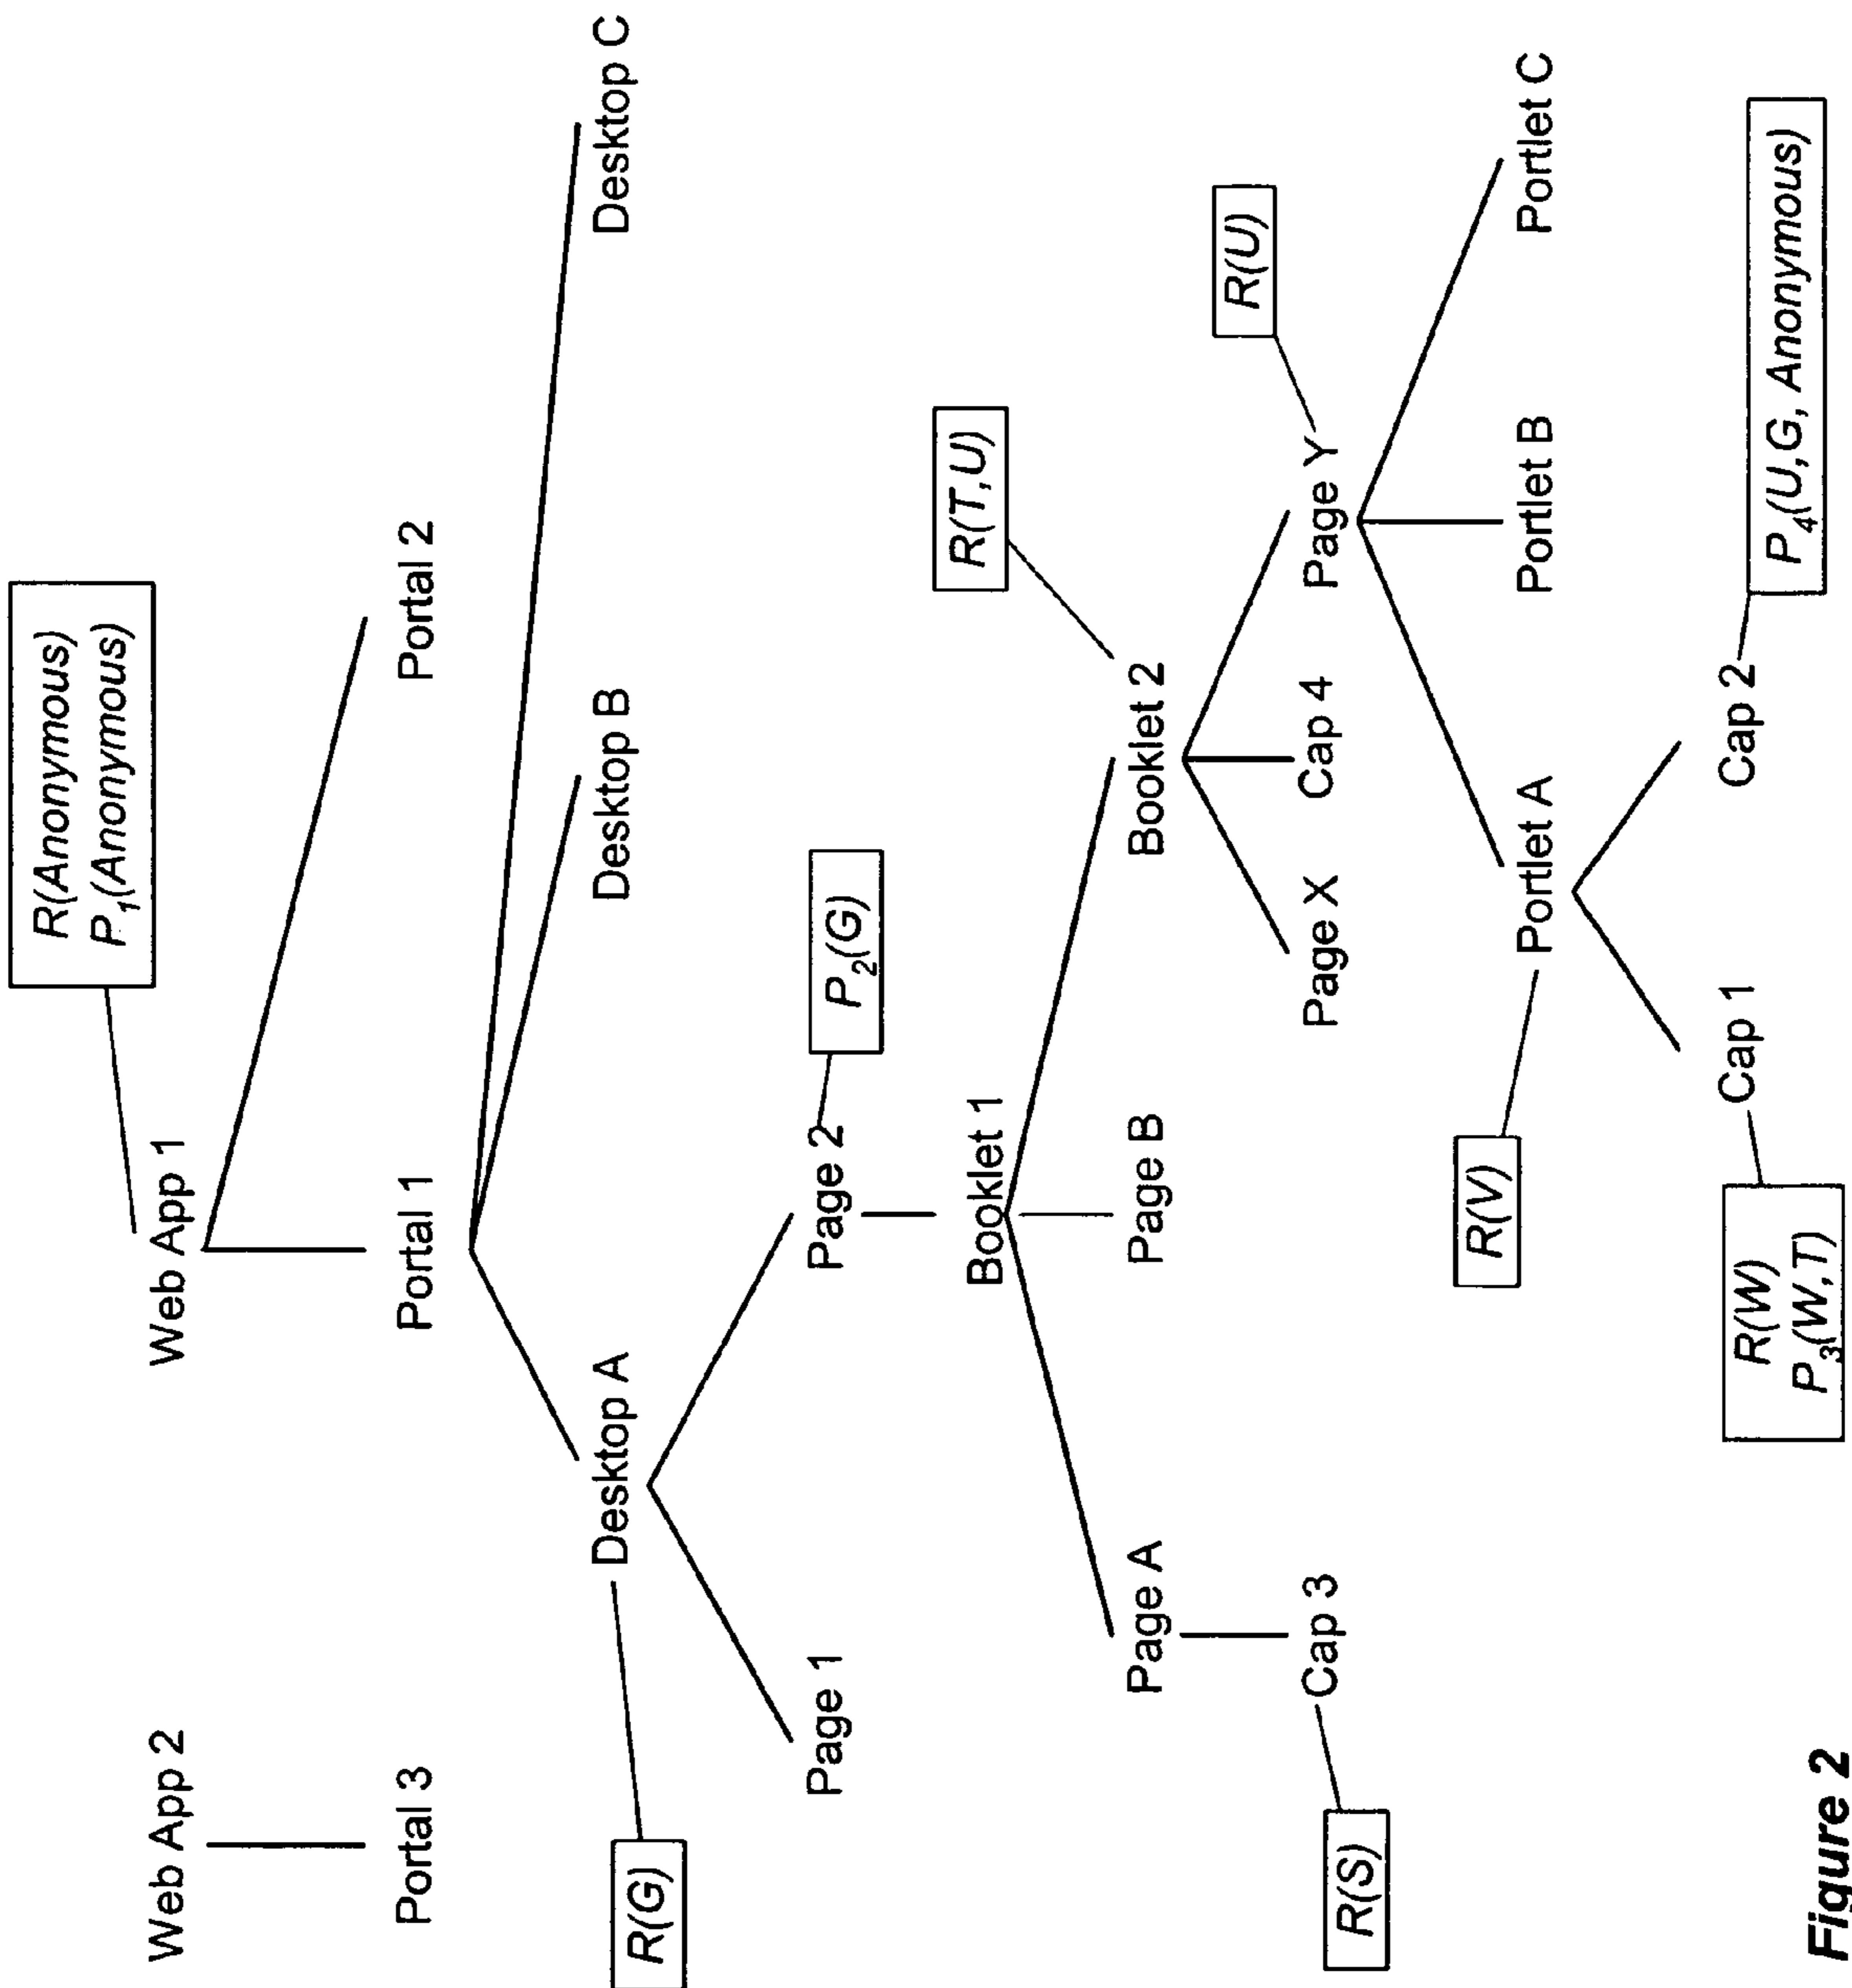 R(Anonymous)
P₁(Anonymous)
Web App 2
Web App 1
Portal 3
Portal 1
Portal 2
R(G)
Desktop A
Desktop B
Desktop C
Page 1
Page 2
P₂(G)
Booklet 1
R(T,U)
Page A
Page B
Booklet 2
R(U)
R(S)
Cap 3
Page X
Cap 4
Page Y
R(V)
Portlet A
Portlet B
Portlet C
R(W)
P₃(W,T)
Cap 1
Cap 2
P₄(U,G, Anonymous)
Figure 2